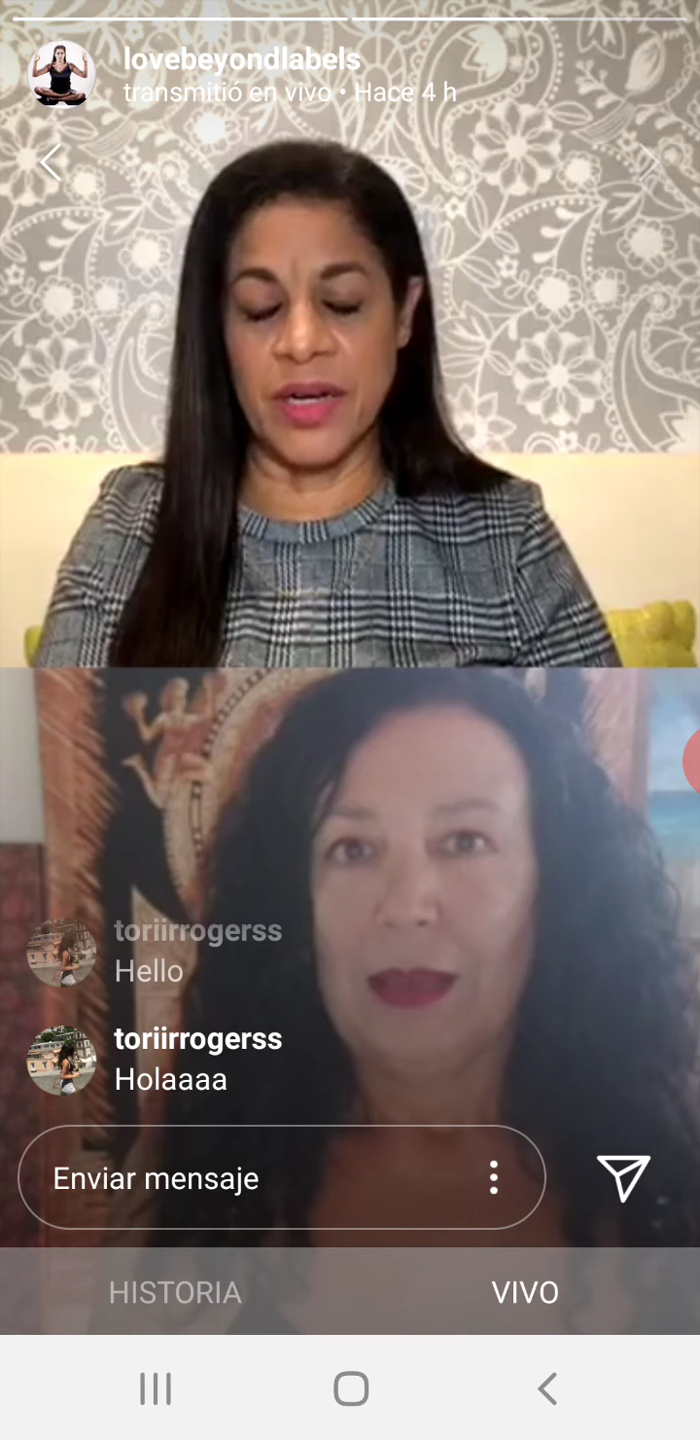 lovebeyondlabels
transmitió en vivo • Hace 4 h
toriirrogerss
Hello
toriirrogerss
Holaaaa
Enviar mensaje
HISTORIA
VIVO